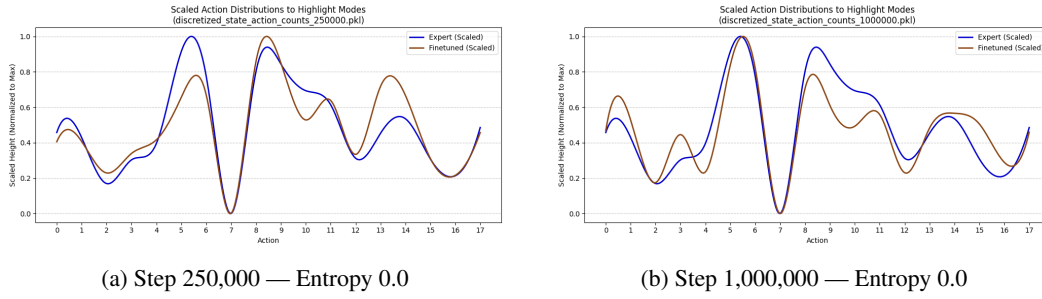 Scaled Action Distributions to Highlight Modes
(discretized_state_action_counts_250000.pkl)
Expert (Scaled)
Finetuned (Scaled)
Scaled Height (Normalized to Max)
1.0
0.8
0.6
0.4
0.2
0.0
0 1 2 3 4 5 6 7 8 9 10 11 12 13 14 15 16 17
Action
(a) Step 250,000 — Entropy 0.0
Scaled Action Distributions to Highlight Modes
(discretized_state_action_counts_1000000.pkl)
Expert (Scaled)
Finetuned (Scaled)
Scaled Height (Normalized to Max)
1.0
0.8
0.6
0.4
0.2
0.0
0 1 2 3 4 5 6 7 8 9 10 11 12 13 14 15 16 17
Action
(b) Step 1,000,000 — Entropy 0.0